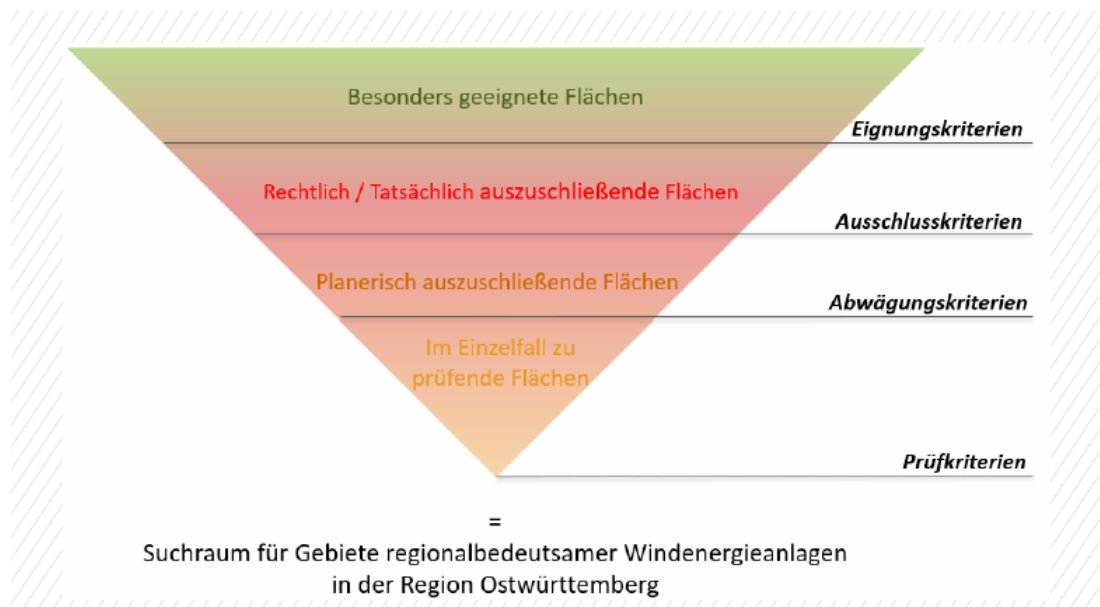 Besonders geeignete Flächen
Eignungskriterien
Rechtlich / Tatsächlich auszuschließende Flächen
Ausschlusskriterien
Planerisch auszuschließende Flächen
Abwägungskriterien
Im Einzelfall zu
prüfende Flächen
Prüfkriterien
=
Suchraum für Gebiete regionalbedeutsamer Windenergieanlagen
in der Region Ostwürttemberg